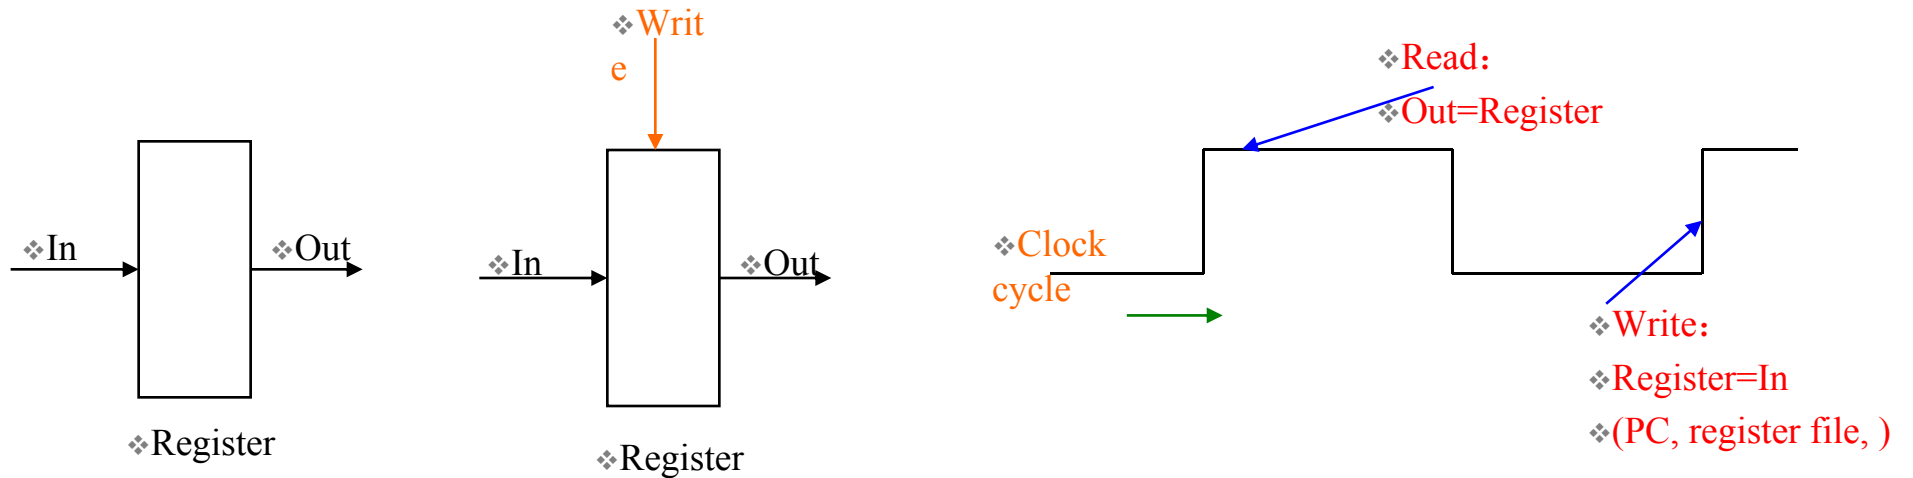 ❖In
❖Out
❖Register
❖Writ
e
❖In
❖Out
❖Register
❖Clock
cycle
❖Read：
❖Out=Register
❖Write：
❖Register=In
❖(PC, register file, )